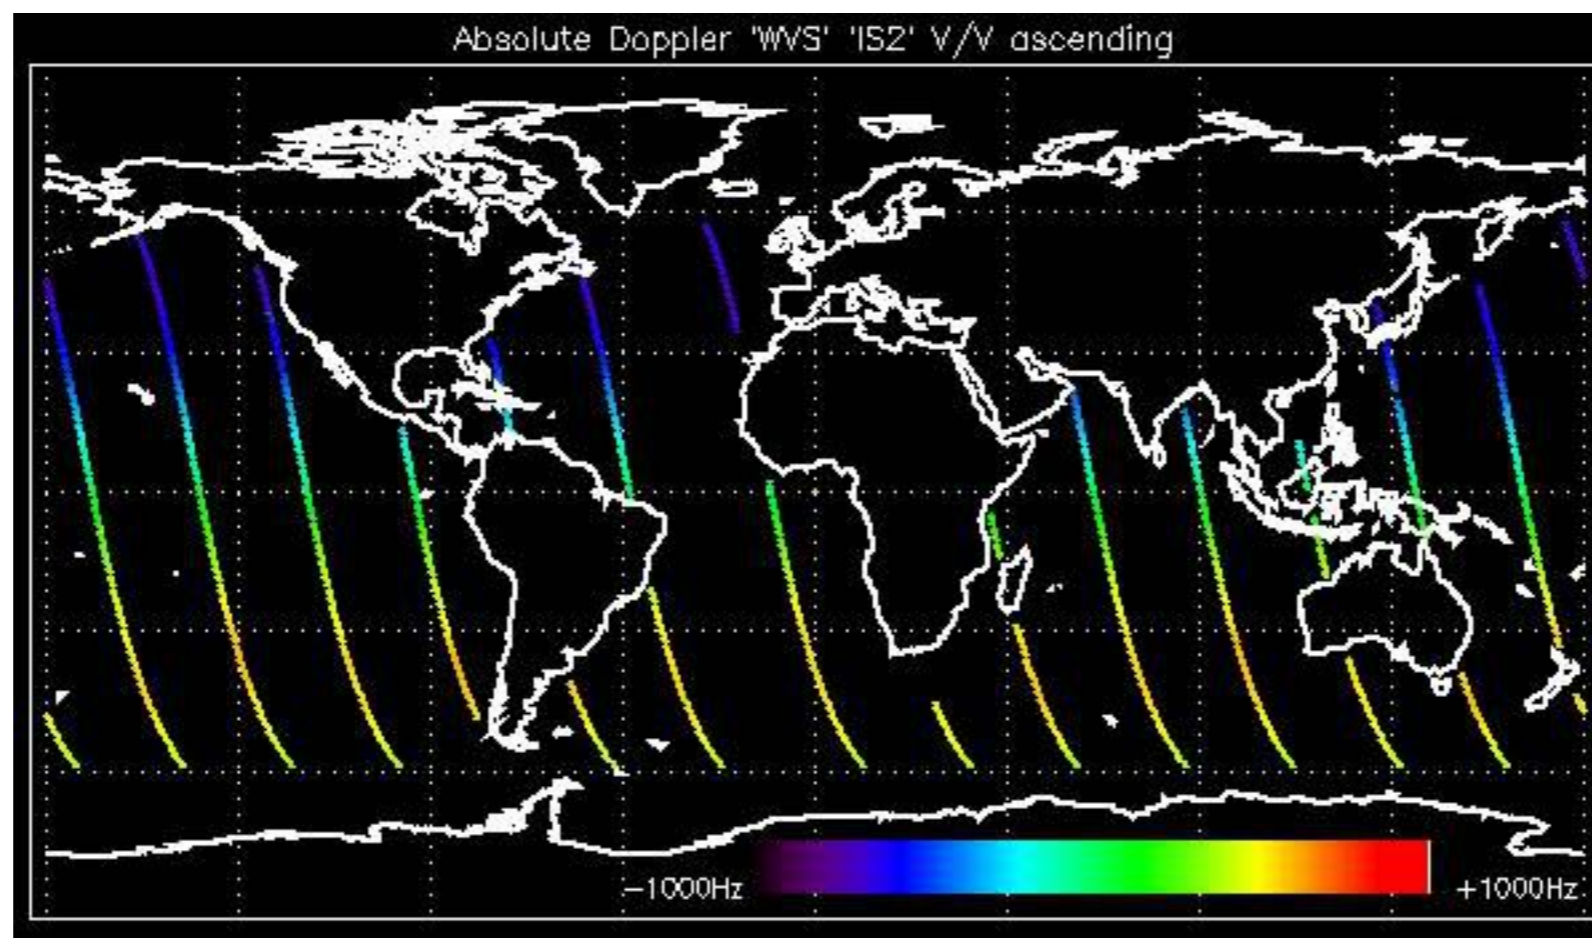 Absolute Doppler 'WVS' 'IS2' V/V ascending
-1000Hz +1000Hz